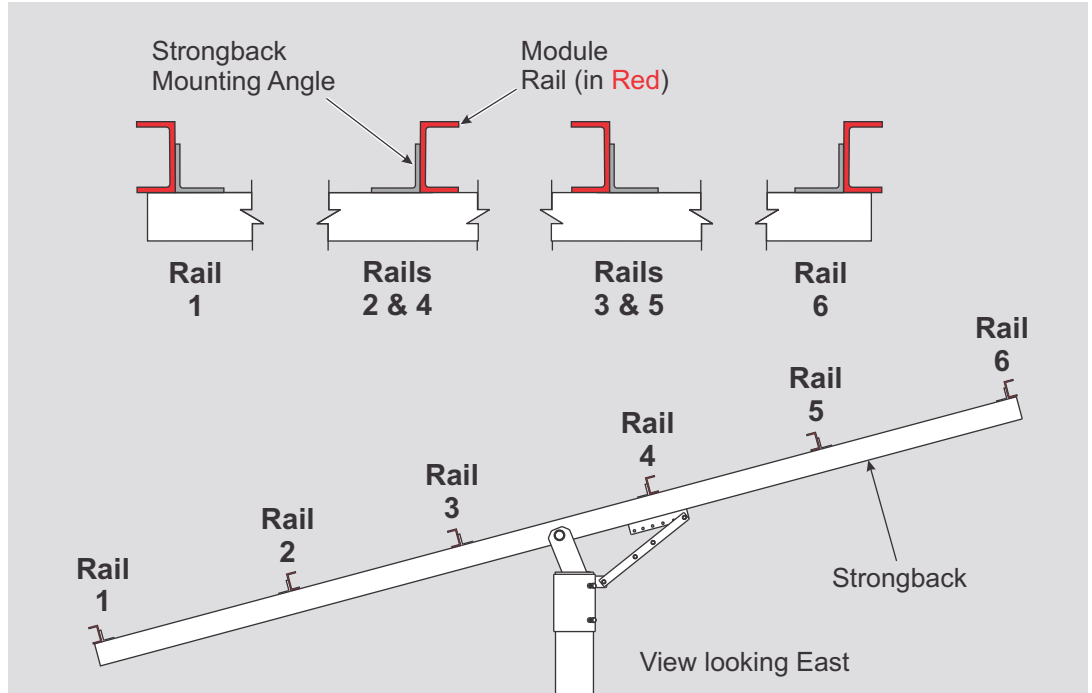 Strongback
Mounting Angle
Module
Rail (in Red)
Rail
1
Rails
2 & 4
Rails
3 & 5
Rail
6
Rail
6
Rail
5
Rail
4
Rail
3
Rail
2
Rail
1
Strongback
View looking East